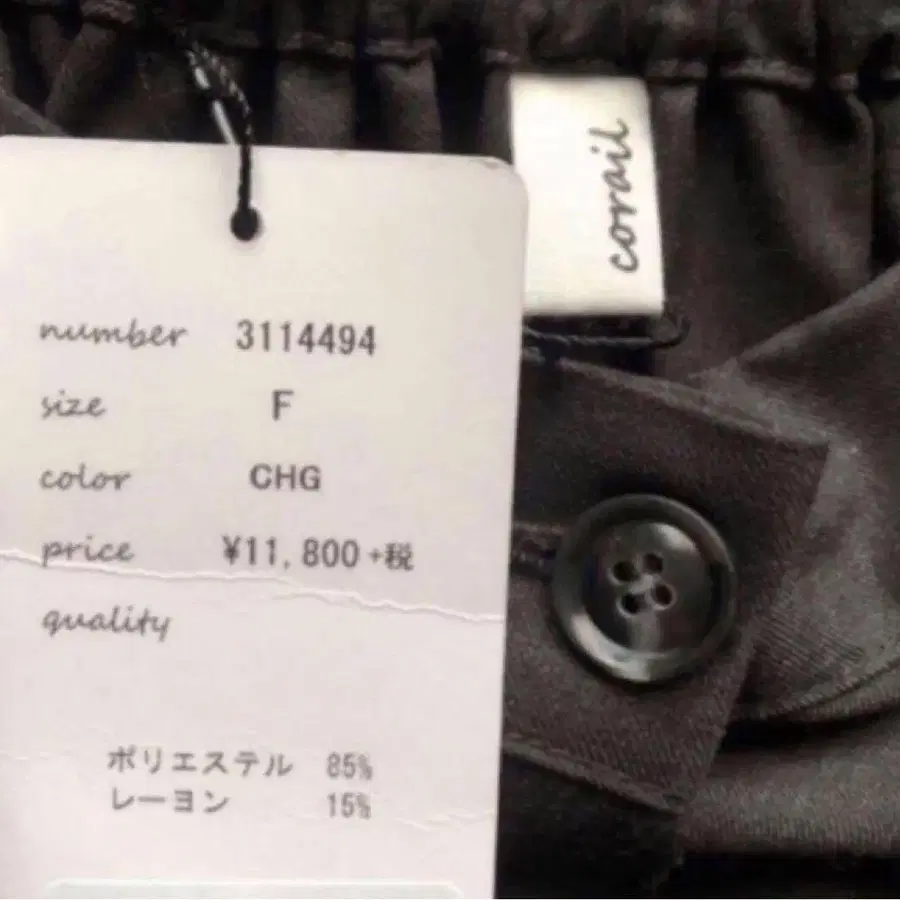 corail
number 3114494
size F
color CHG
price ¥11,800+税
quality
ポリエステル 85%
レーヨン 15%